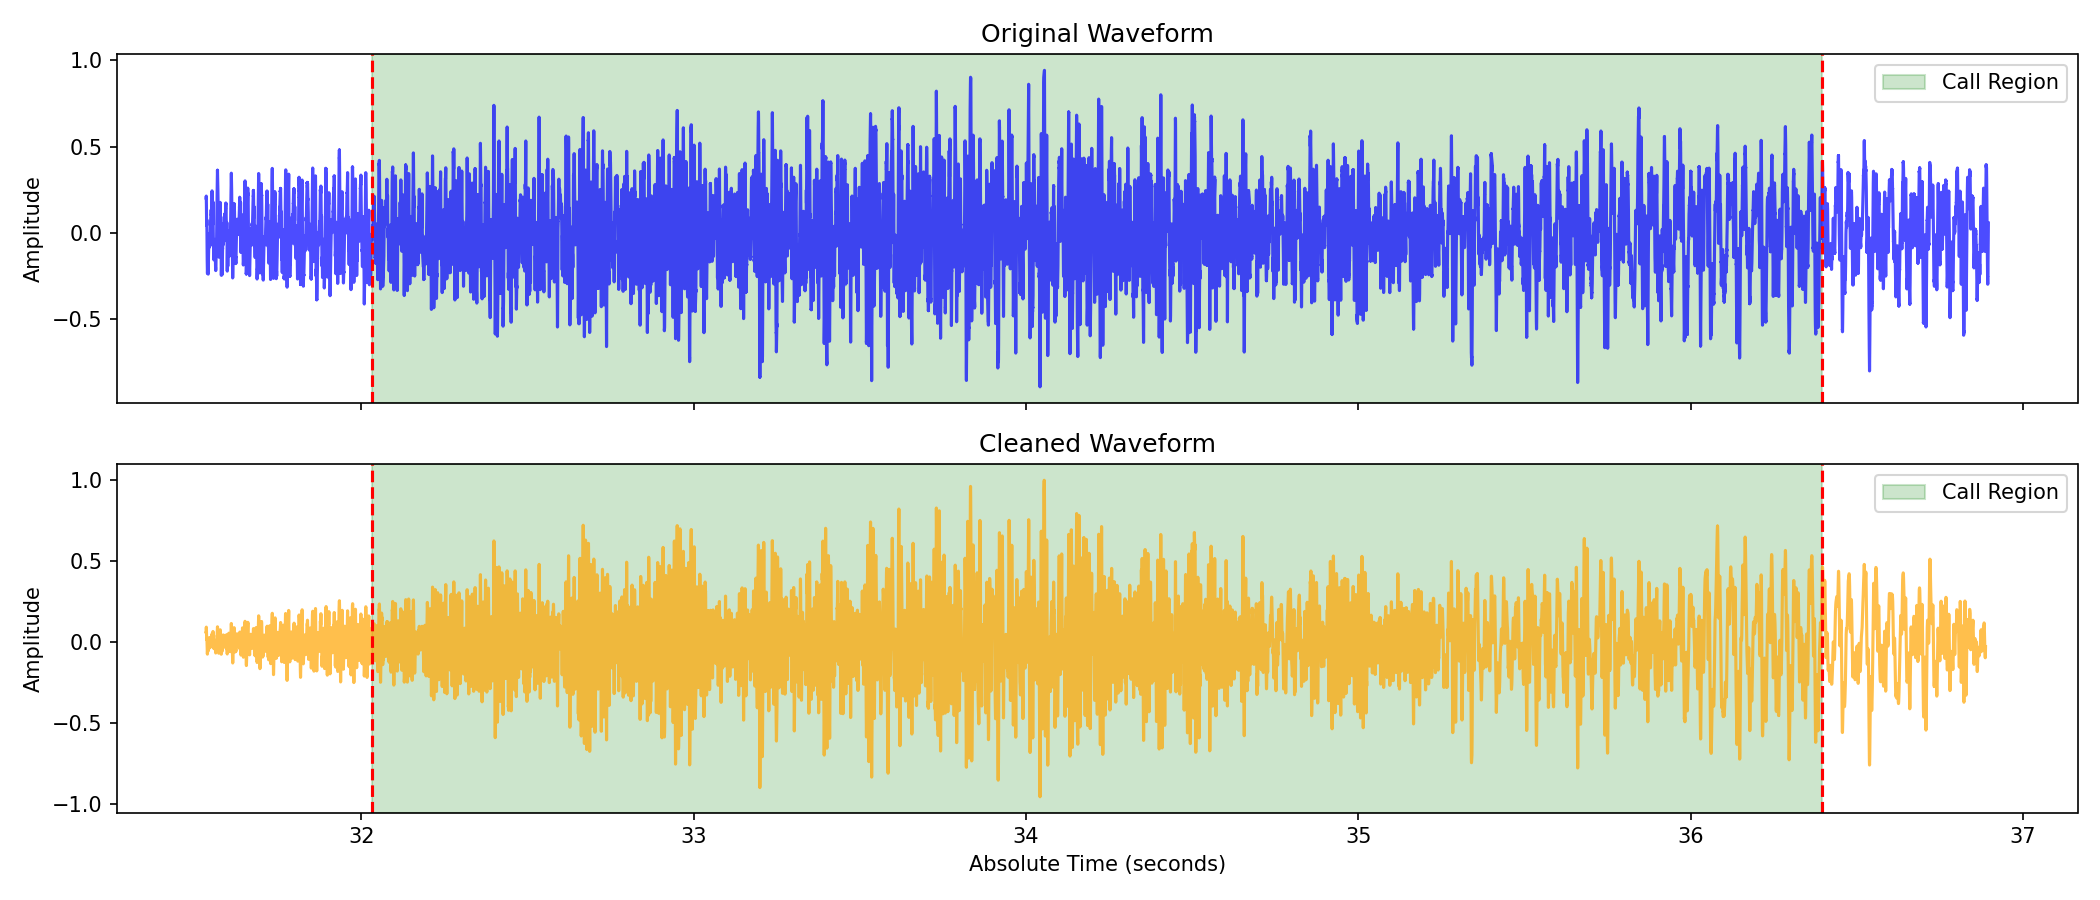 Original Waveform
1.0
0.5
0.0
−0.5
Amplitude
Call Region
Cleaned Waveform
1.0
0.5
0.0
−0.5
−1.0
Amplitude
Call Region
32 33 34 35 36 37
Absolute Time (seconds)